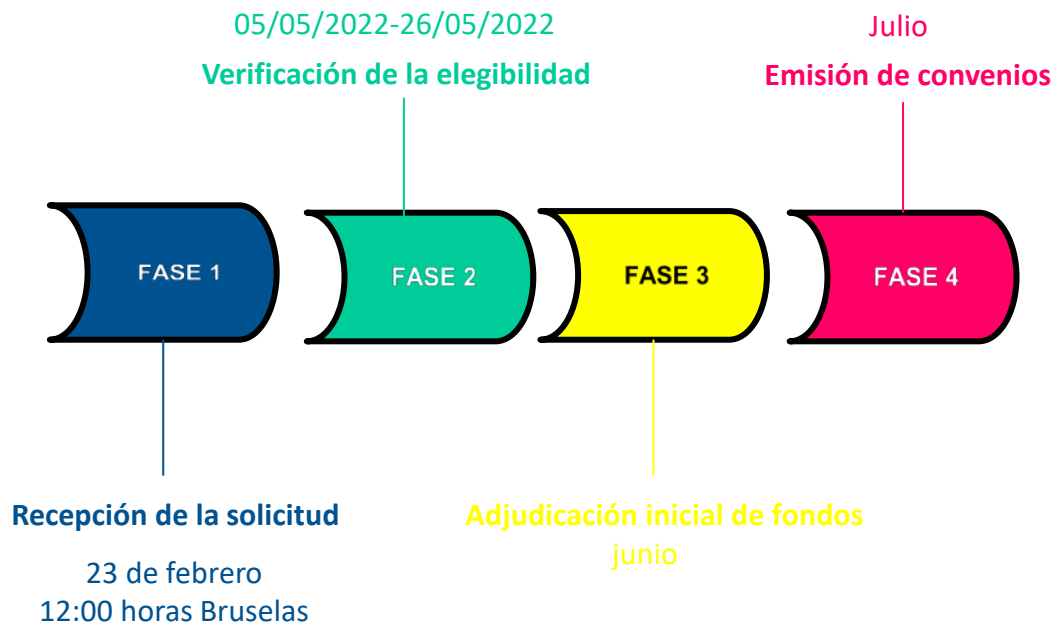 05/05/2022-26/05/2022
Verificación de la elegibilidad
Julio
Emisión de convenios
FASE 1
FASE 2
FASE 3
FASE 4
Recepción de la solicitud
23 de febrero
12:00 horas Bruselas
Adjudicación inicial de fondos
junio